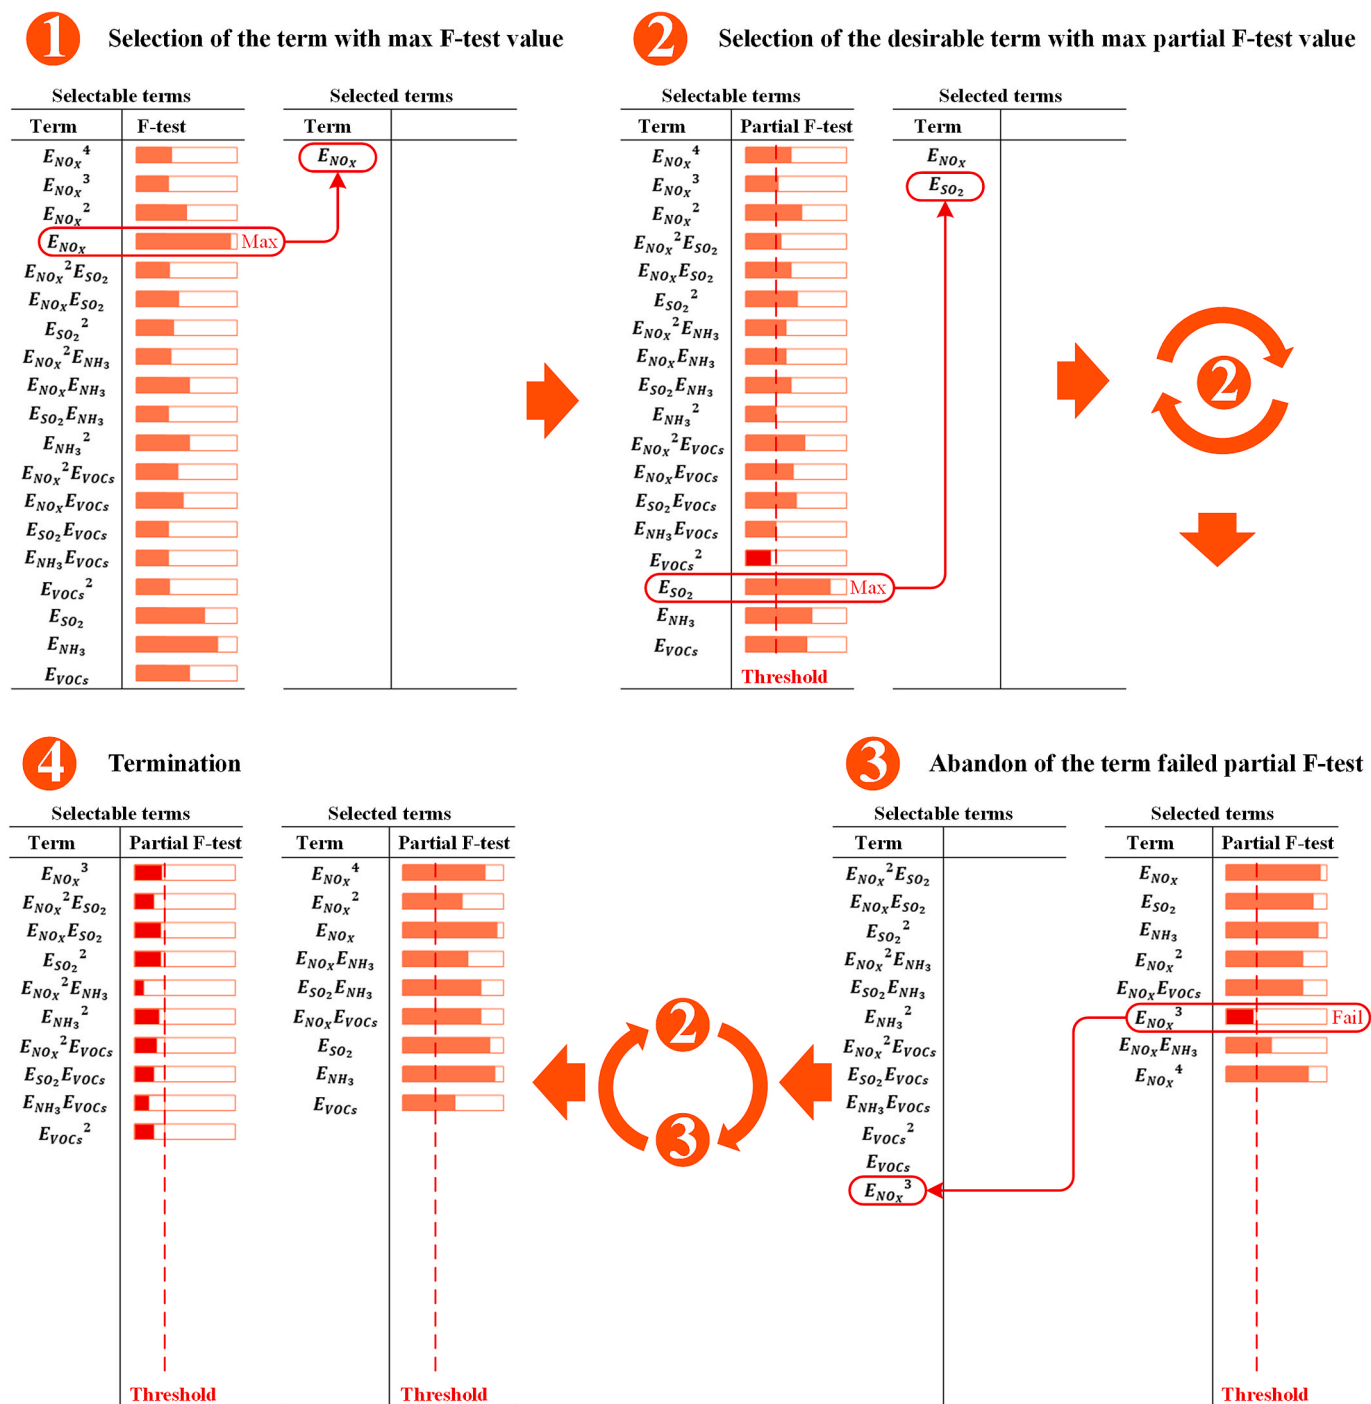 1 Selection of the term with max F-test value
Selectable terms
Term F-test
E_NOx^4
E_NOx^3
E_NOx^2
E_NOx Max
E_NOx^2 E_SO2
E_NOx E_SO2
E_SO2^2
E_NOx^2 E_NH3
E_NOx E_NH3
E_SO2 E_NH3
E_NH3^2
E_NOx^2 E_VOCs
E_NOx E_VOCs
E_SO2 E_VOCs
E_NH3 E_VOCs
E_VOCs^2
E_SO2
E_NH3
E_VOCs
Selected terms
Term
E_NOx
2 Selection of the desirable term with max partial F-test value
Selectable terms
Term Partial F-test
E_NOx^4
E_NOx^3
E_NOx^2
E_NOx^2 E_SO2
E_NOx E_SO2
E_SO2^2
E_NOx^2 E_NH3
E_NOx E_NH3
E_SO2 E_NH3
E_NH3^2
E_NOx^2 E_VOCs
E_NOx E_VOCs
E_SO2 E_VOCs
E_NH3 E_VOCs
E_VOCs^2
E_SO2 Max
E_NH3
E_VOCs
Threshold
Selected terms
Term
E_NOx
E_SO2
2
3 Abandon of the term failed partial F-test
Selectable terms
Term
E_NOx^2 E_SO2
E_NOx E_SO2
E_SO2^2
E_NOx^2 E_NH3
E_SO2 E_NH3
E_NH3^2
E_NOx^2 E_VOCs
E_SO2 E_VOCs
E_NH3 E_VOCs
E_VOCs^2
E_VOCs
E_NOx^3
Selected terms
Term Partial F-test
E_NOx
E_SO2
E_NH3
E_NOx^2
E_NOx E_VOCs
E_NOx^3 Fail
E_NOx E_NH3
E_NOx^4
Threshold
2
3
4 Termination
Selectable terms
Term Partial F-test
E_NOx^3
E_NOx^2 E_SO2
E_NOx E_SO2
E_SO2^2
E_NOx^2 E_NH3
E_NH3^2
E_NOx^2 E_VOCs
E_SO2 E_VOCs
E_NH3 E_VOCs
E_VOCs^2
Threshold
Selected terms
Term Partial F-test
E_NOx^4
E_NOx^2
E_NOx
E_NOx E_NH3
E_SO2 E_NH3
E_NOx E_VOCs
E_SO2
E_NH3
E_VOCs
Threshold